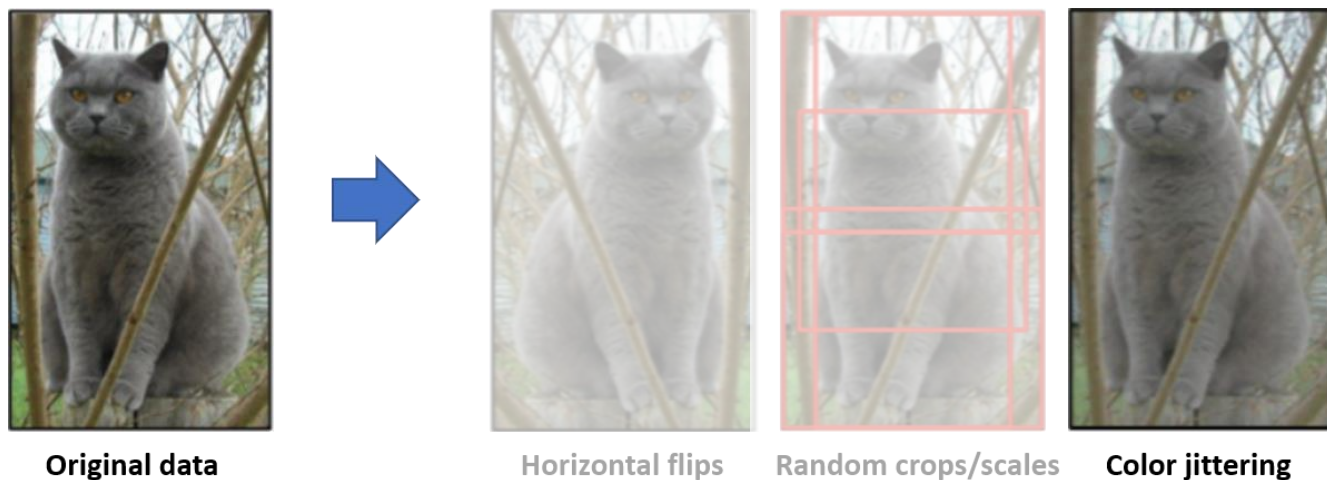 Original data
Horizontal flips
Random crops/scales
Color jittering